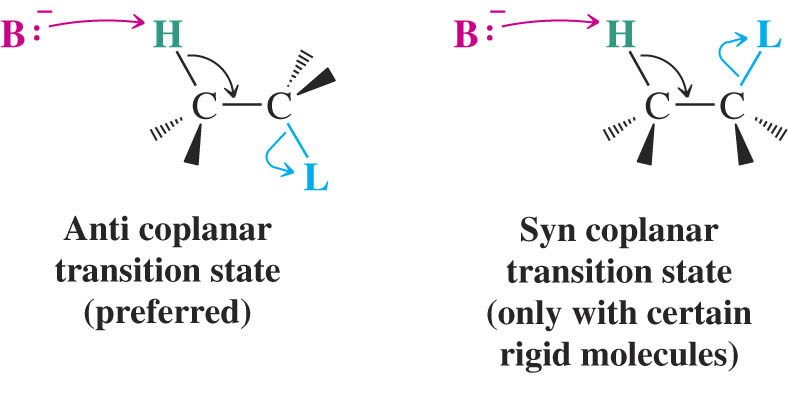 B:⁻ H
C C
L
Anti coplanar
transition state
(preferred)
B:⁻ H L
C C
Syn coplanar
transition state
(only with certain
rigid molecules)